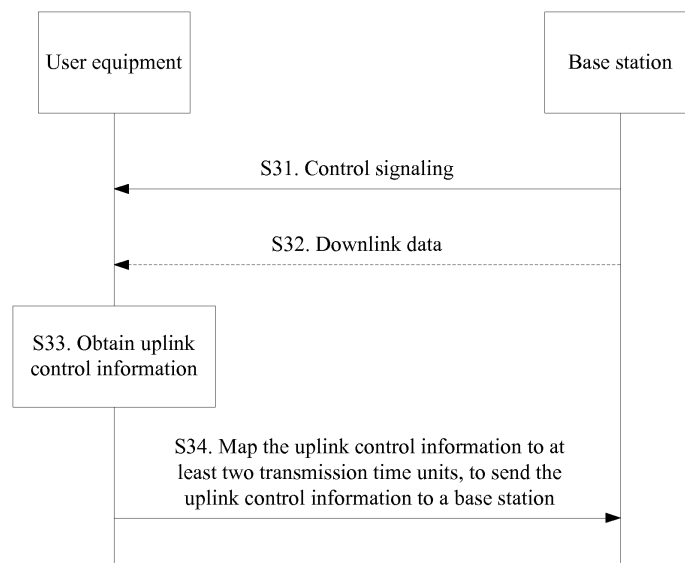 User equipment
Base station
S31. Control signaling
S32. Downlink data
S33. Obtain uplink
control information
S34. Map the uplink control information to at
least two transmission time units, to send the
uplink control information to a base station